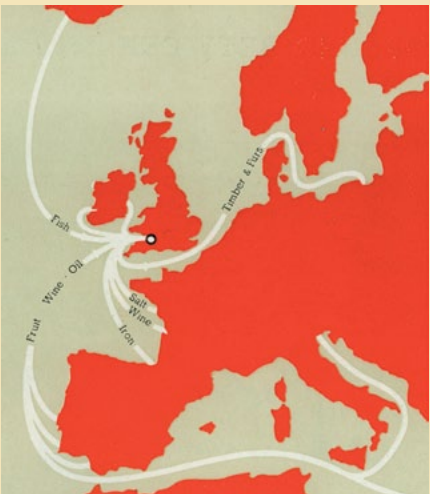 Timber & Furs
Fish
Fruit Wine · Oil
Salt
Wine
Iron